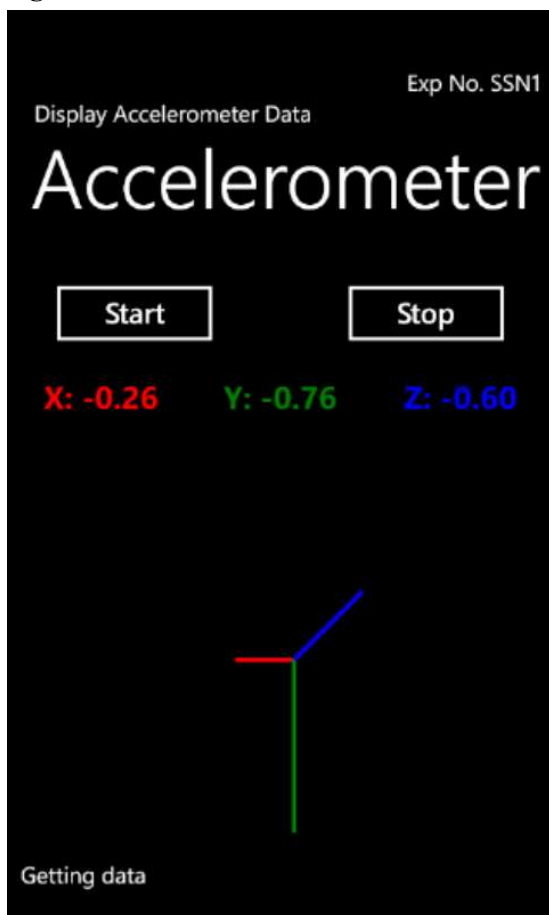 Exp No. SSN1
Display Accelerometer Data
Accelerometer
Start Stop
X: -0.26 Y: -0.76 Z: -0.60
Getting data